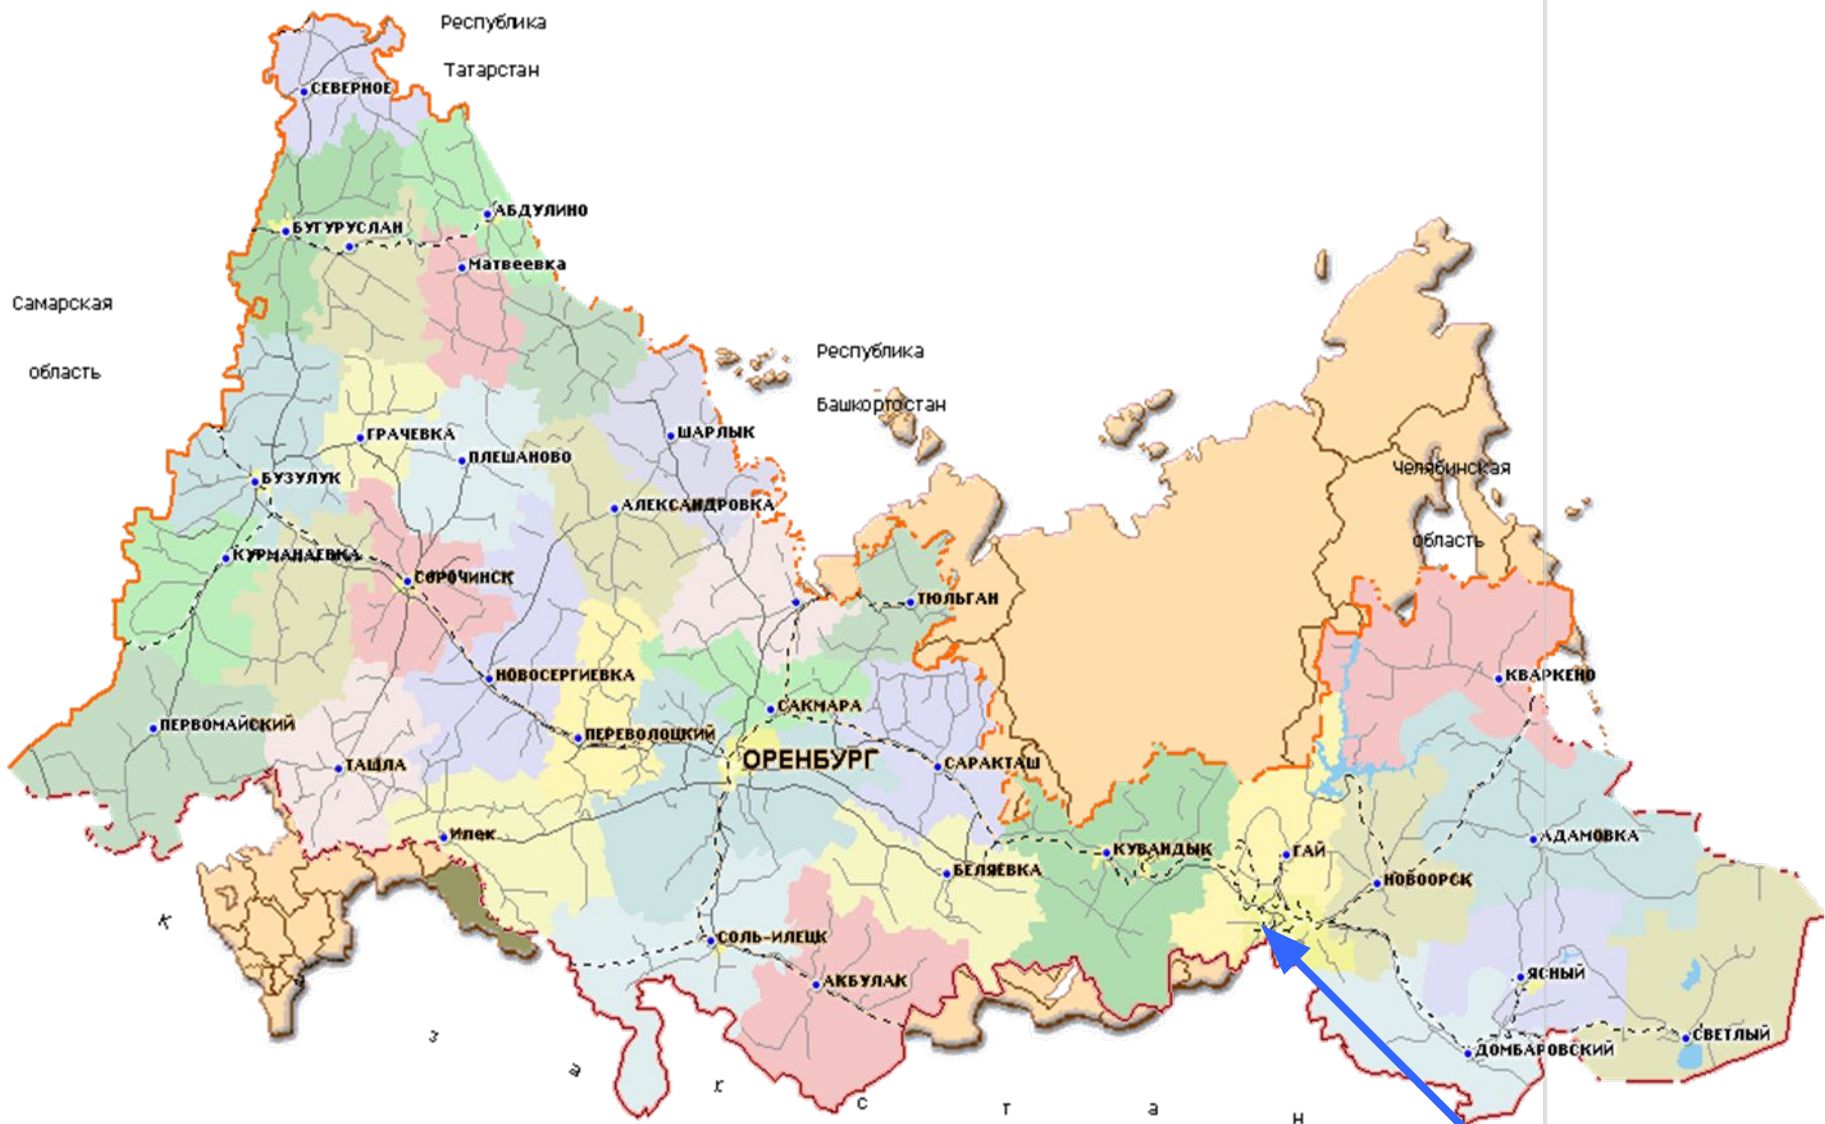 Республика
Татарстан
СЕВЕРНОЕ
АБДУЛИНО
БУГУРУСЛАН
Матвеевка
Самарская
область
Республика
Башкортостан
ГРАЧЕВКА
ШАРЛЫК
ПЛЕШАНОВО
БУЗУЛУК
Челябинская
область
АЛЕКСАНДРОВКА
КУРМАНАЕВКА
СОРОЧИНСК
ТЮЛЬГАН
НОВОСЕРГИЕВКА
КВАРКЕНО
САКМАРА
ПЕРВОМАЙСКИЙ
ПЕРЕВОЛОЦКИЙ
ОРЕНБУРГ
ТАШЛА
САРАКТАШ
Илек
АДАМОВКА
КУВАНДЫК
ГАЙ
БЕЛЯЕВКА
НОВООРСК
СОЛЬ-ИЛЕЦК
АКБУЛАК
ЯСНЫЙ
СВЕТЛЫЙ
ДОМБАРОВСКИЙ
К
з
а
х
с
т
а
н